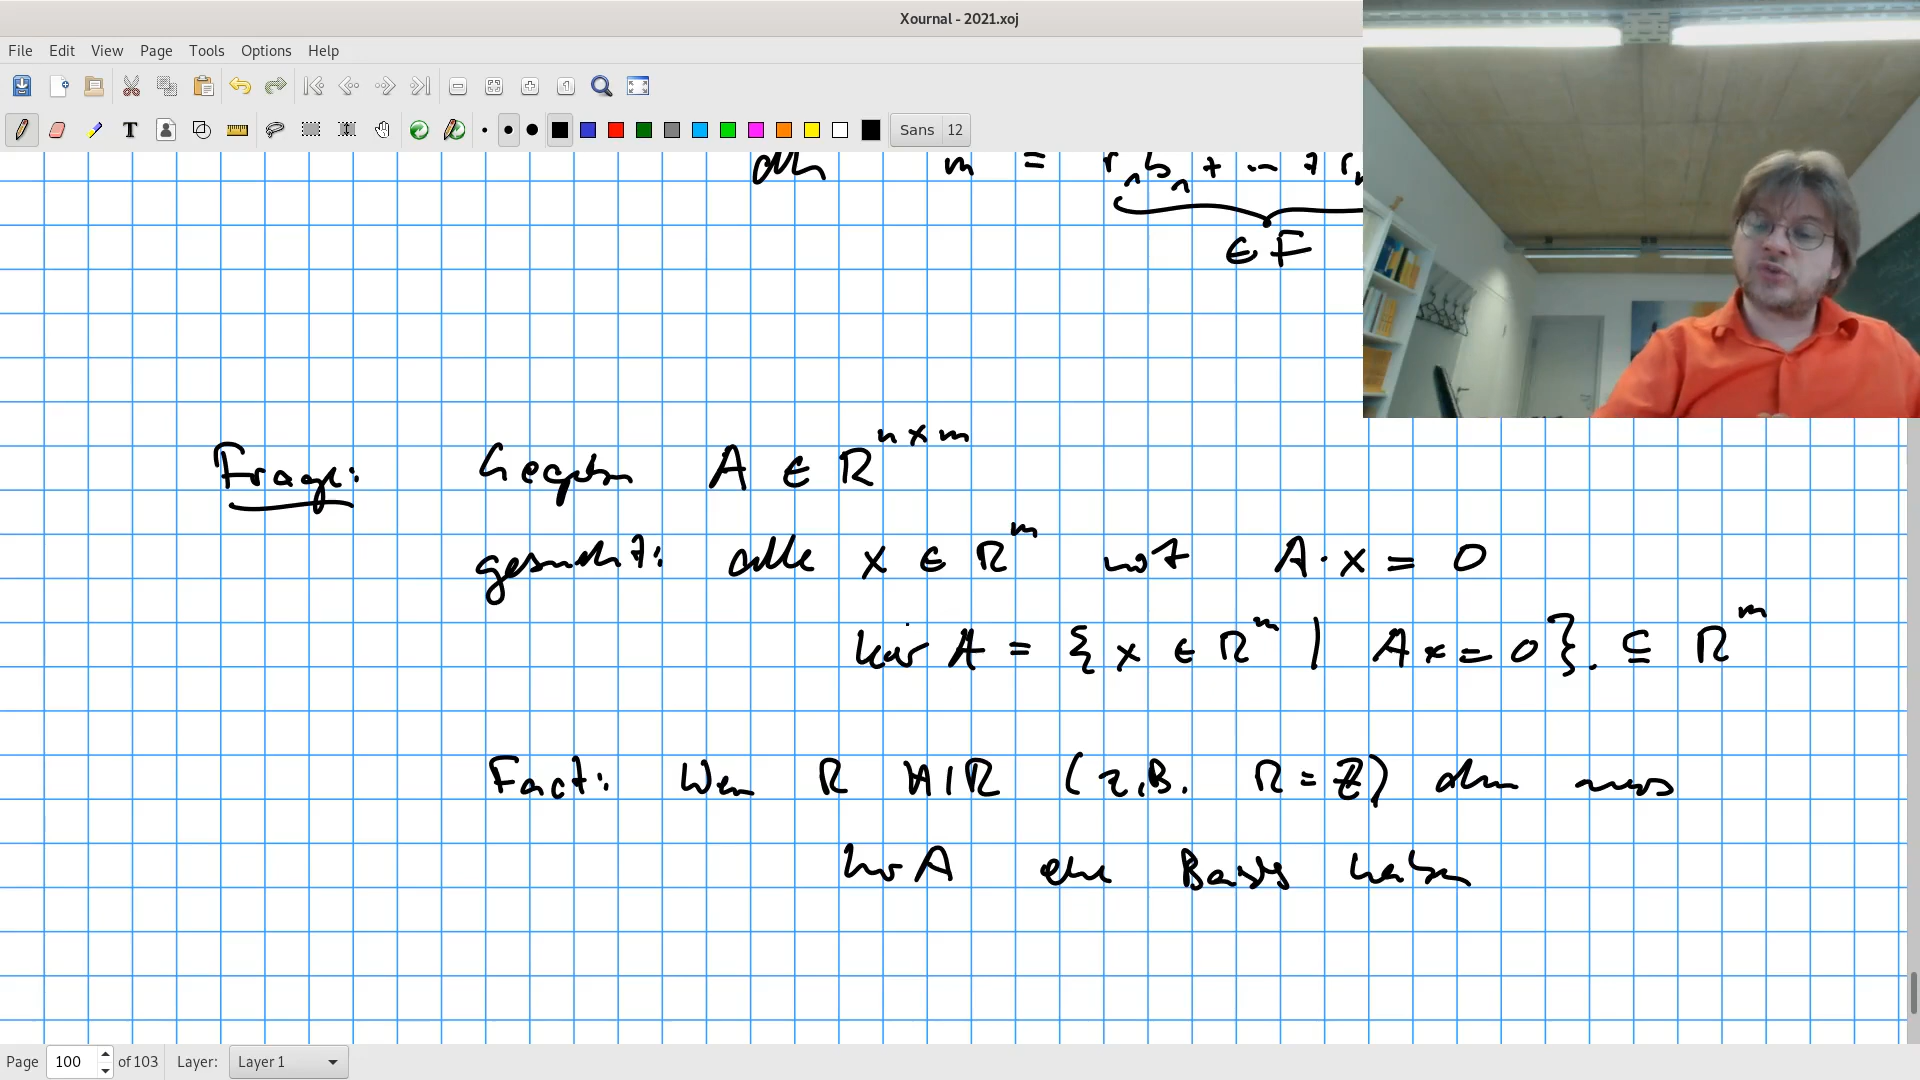 Xournal - 2021.xoj
File Edit View Page Tools Options Help
Sans 12
dh m = r₁b₁ + ... + r
∈ F
Frage: Gegeben A ∈ R^{n×m}
gesucht: alle x ∈ R^m mit A·x = 0
ker A = {x ∈ R^m | Ax = 0}. ⊆ R^m
Fact: Wenn R HIR (z.B. R = ℤ) dann muss
ker A eine Basis haben
Page 100 of 103 Layer: Layer 1